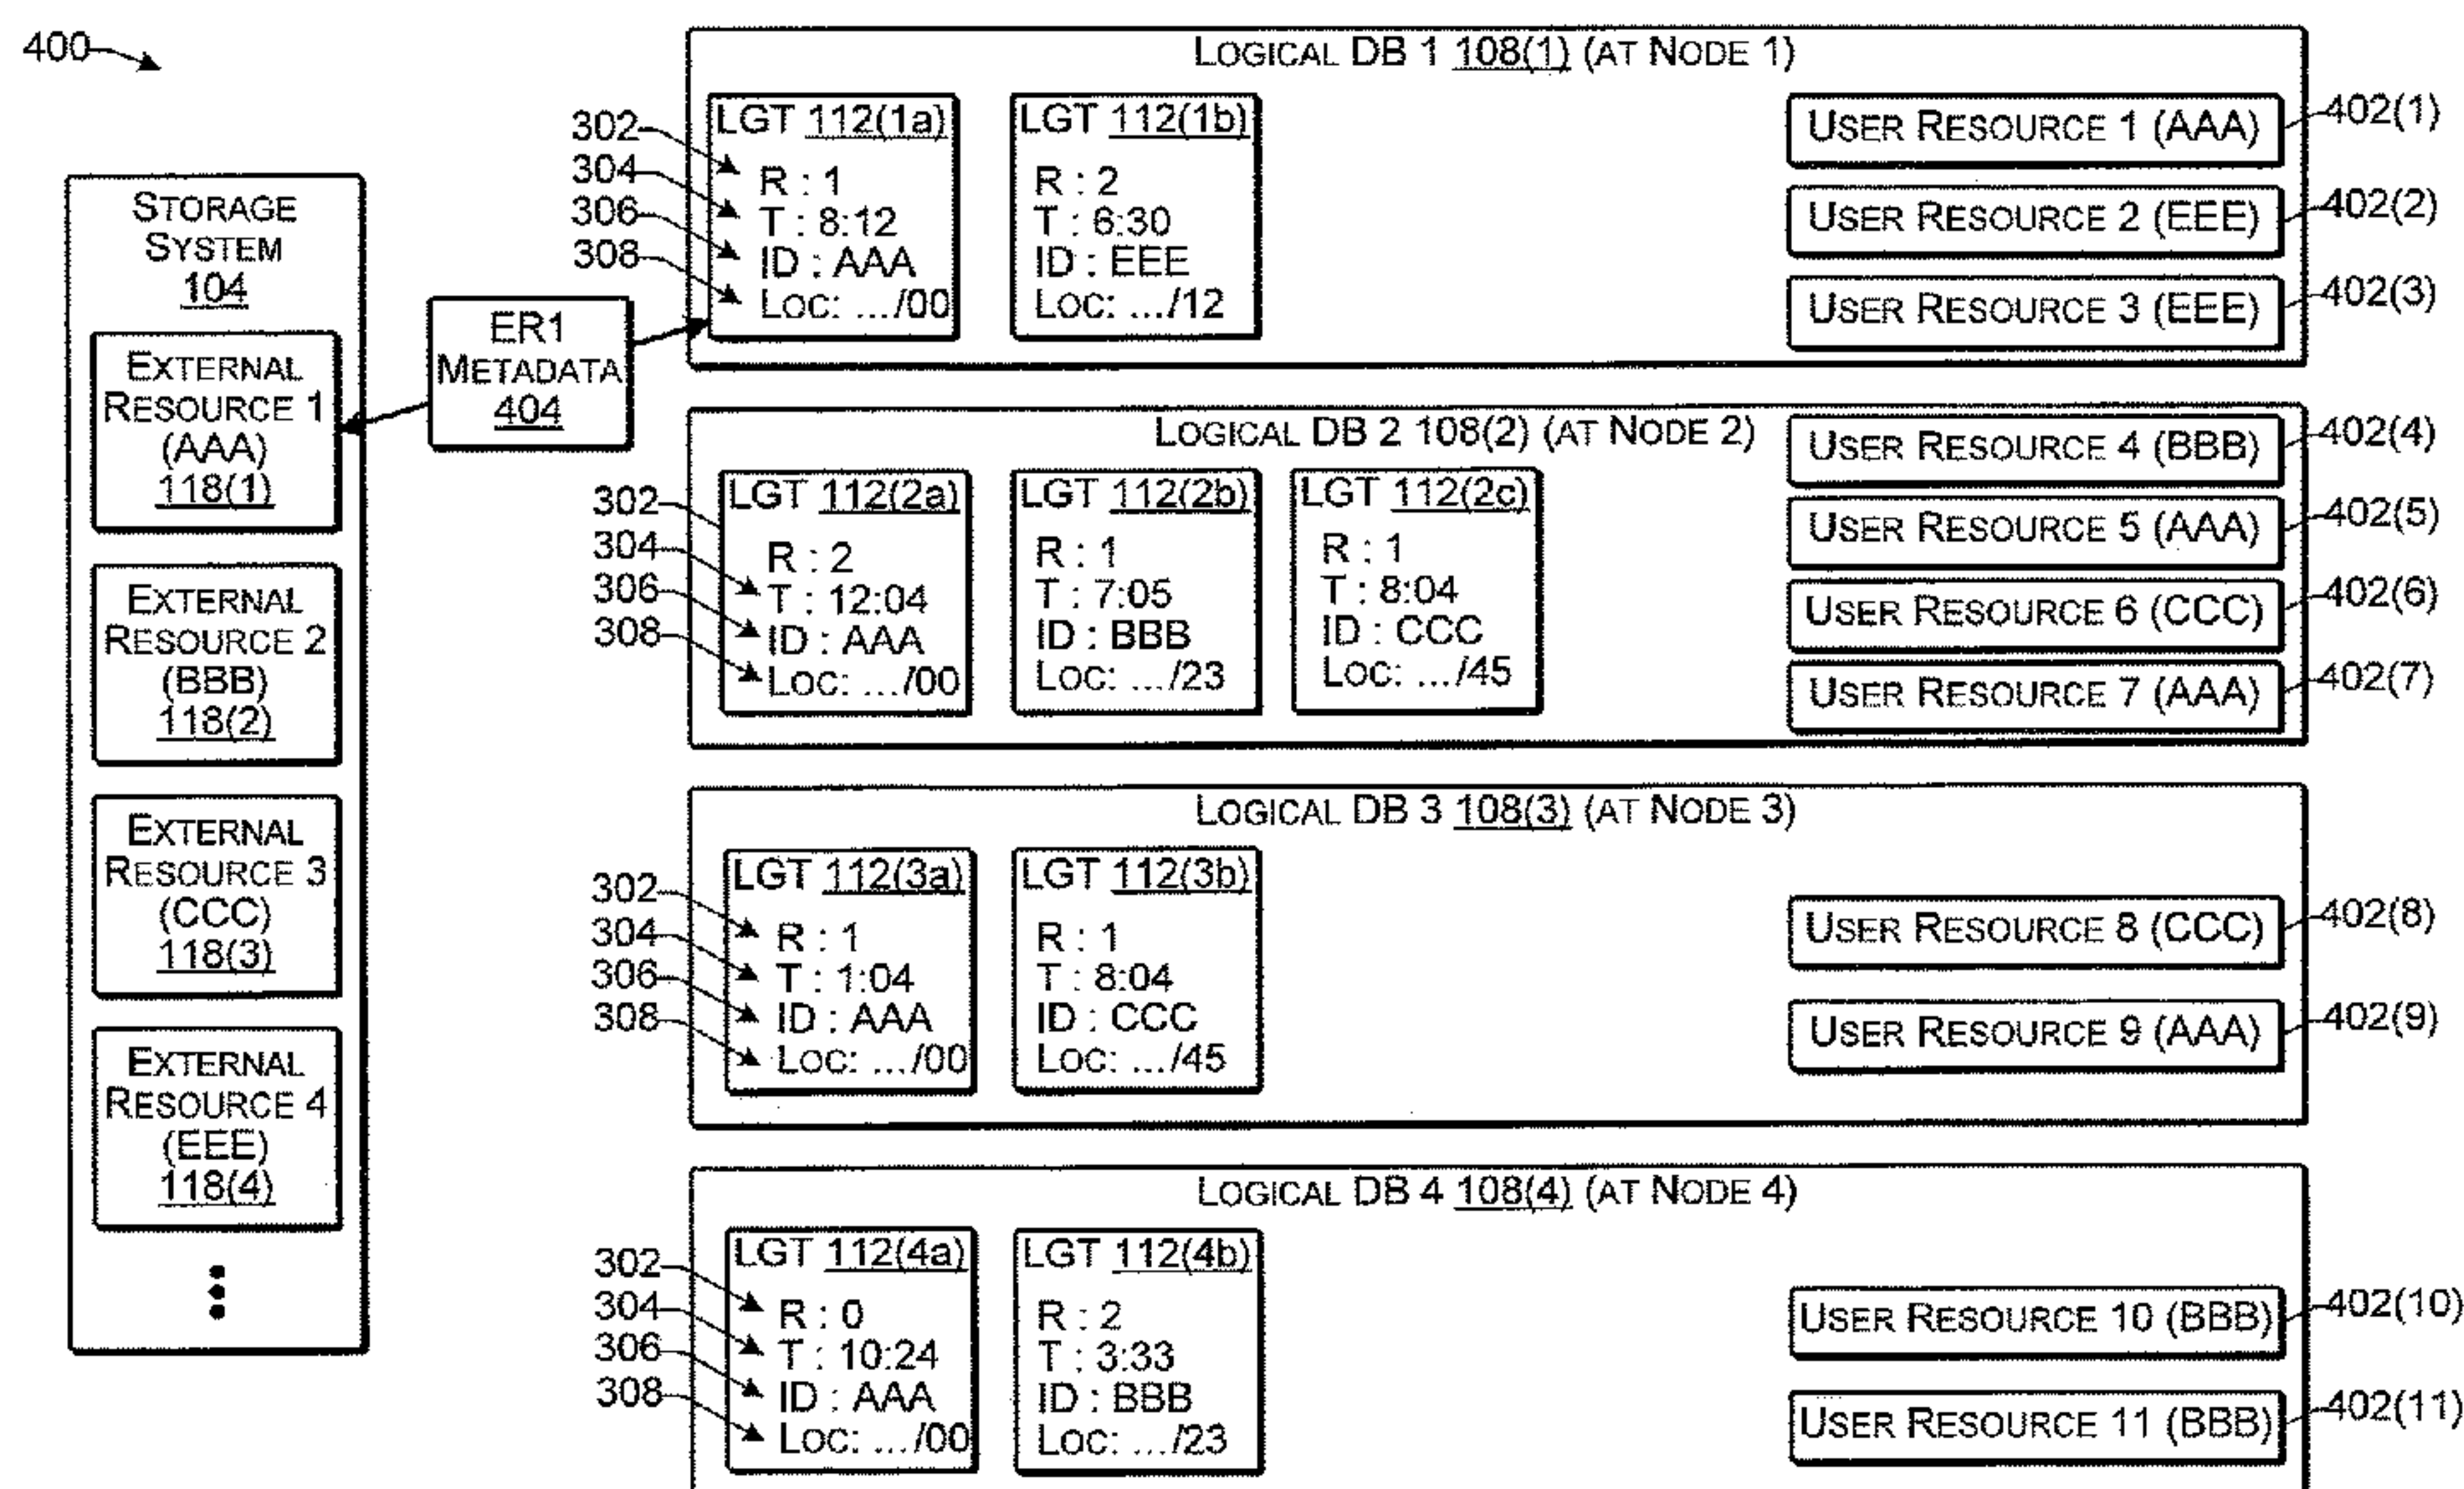 400
STORAGE
SYSTEM
104
EXTERNAL
RESOURCE 1
(AAA)
118(1)
EXTERNAL
RESOURCE 2
(BBB)
118(2)
EXTERNAL
RESOURCE 3
(CCC)
118(3)
EXTERNAL
RESOURCE 4
(EEE)
118(4)
ER1
METADATA
404
LOGICAL DB 1 108(1) (AT NODE 1)
302
304
306
308
LGT 112(1a)
R : 1
T : 8:12
ID : AAA
LOC: .../00
LGT 112(1b)
R : 2
T : 6:30
ID : EEE
LOC: .../12
USER RESOURCE 1 (AAA)
402(1)
USER RESOURCE 2 (EEE)
402(2)
USER RESOURCE 3 (EEE)
402(3)
LOGICAL DB 2 108(2) (AT NODE 2)
302
304
306
308
LGT 112(2a)
R : 2
T : 12:04
ID : AAA
LOC: .../00
LGT 112(2b)
R : 1
T : 7:05
ID : BBB
LOC: .../23
LGT 112(2c)
R : 1
T : 8:04
ID : CCC
LOC: .../45
USER RESOURCE 4 (BBB)
402(4)
USER RESOURCE 5 (AAA)
402(5)
USER RESOURCE 6 (CCC)
402(6)
USER RESOURCE 7 (AAA)
402(7)
LOGICAL DB 3 108(3) (AT NODE 3)
302
304
306
308
LGT 112(3a)
R : 1
T : 1:04
ID : AAA
LOC: .../00
LGT 112(3b)
R : 1
T : 8:04
ID : CCC
LOC: .../45
USER RESOURCE 8 (CCC)
402(8)
USER RESOURCE 9 (AAA)
402(9)
LOGICAL DB 4 108(4) (AT NODE 4)
302
304
306
308
LGT 112(4a)
R : 0
T : 10:24
ID : AAA
LOC: .../00
LGT 112(4b)
R : 2
T : 3:33
ID : BBB
LOC: .../23
USER RESOURCE 10 (BBB)
402(10)
USER RESOURCE 11 (BBB)
402(11)